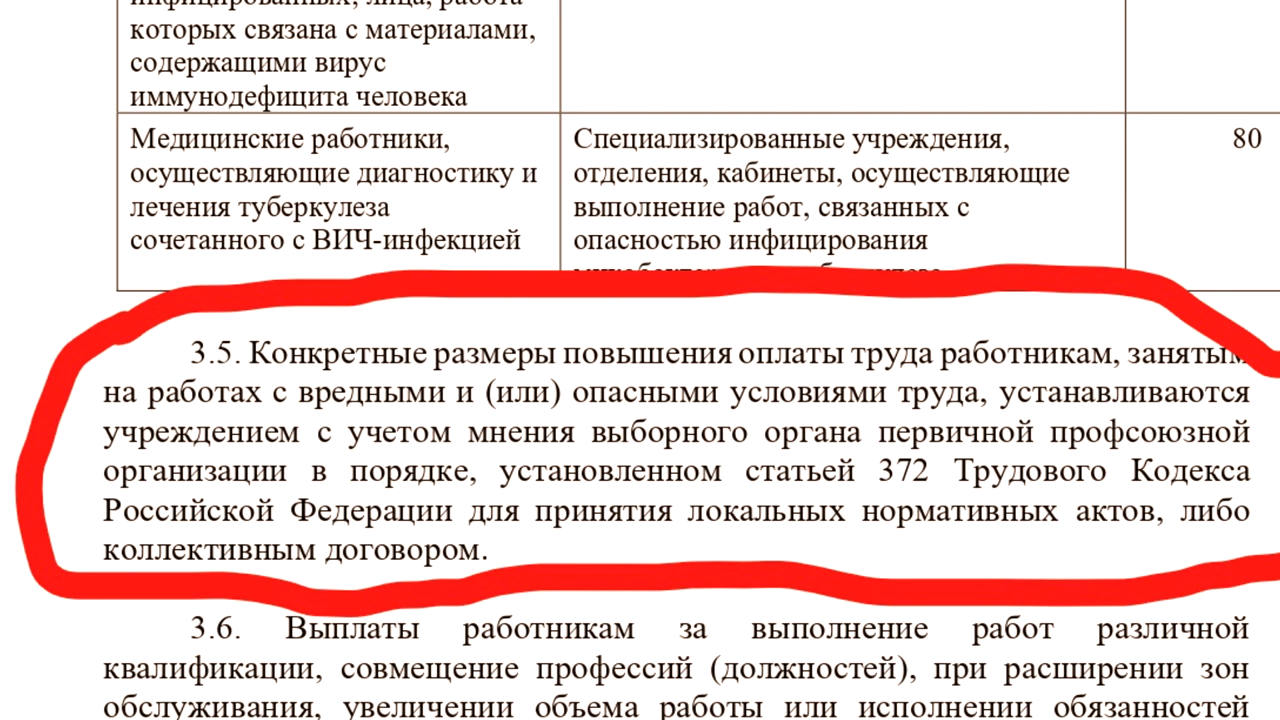 которых связана с материалами,
содержащими вирус
иммунодефицита человека
Медицинские работники,
осуществляющие диагностику и
лечения туберкулеза
сочетанного с ВИЧ-инфекцией
Специализированные учреждения,
отделения, кабинеты, осуществляющие
выполнение работ, связанных с
опасностью инфицирования
80
3.5. Конкретные размеры повышения оплаты труда работникам, занятым
на работах с вредными и (или) опасными условиями труда, устанавливаются
учреждением с учетом мнения выборного органа первичной профсоюзной
организации в порядке, установленном статьей 372 Трудового Кодекса
Российской Федерации для принятия локальных нормативных актов, либо
коллективным договором.
3.6. Выплаты работникам за выполнение работ различной
квалификации, совмещение профессий (должностей), при расширении зон
обслуживания, увеличении объема работы или исполнении обязанностей